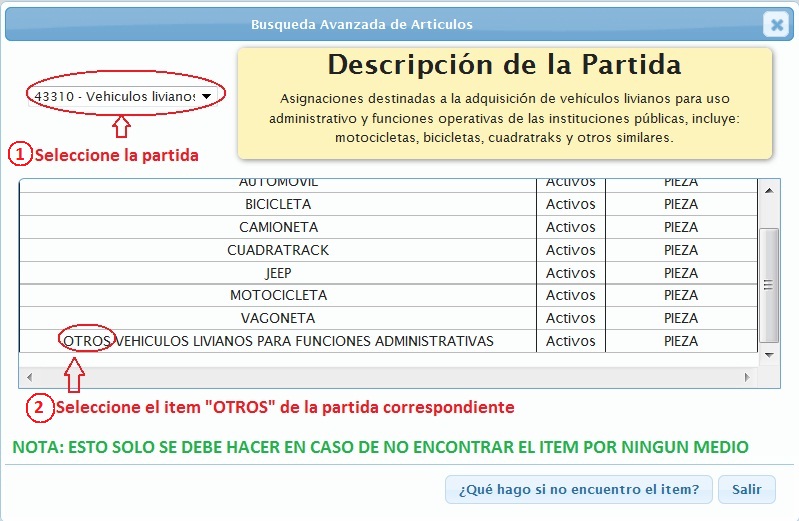 Busqueda Avanzada de Articulos
Descripción de la Partida
43310 - Vehiculos livianos
Asignaciones destinadas a la adquisición de vehículos livianos para uso
administrativo y funciones operativas de las instituciones públicas, incluye:
motocicletas, bicicletas, cuadratraks y otros similares.
1 Seleccione la partida
AUTOMOVIL Activos PIEZA
BICICLETA Activos PIEZA
CAMIONETA Activos PIEZA
CUADRATRACK Activos PIEZA
JEEP Activos PIEZA
MOTOCICLETA Activos PIEZA
VAGONETA Activos PIEZA
OTROS VEHICULOS LIVIANOS PARA FUNCIONES ADMINISTRATIVAS Activos PIEZA
2 Seleccione el item "OTROS" de la partida correspondiente
NOTA: ESTO SOLO SE DEBE HACER EN CASO DE NO ENCONTRAR EL ITEM POR NINGUN MEDIO
¿Qué hago si no encuentro el item? Salir